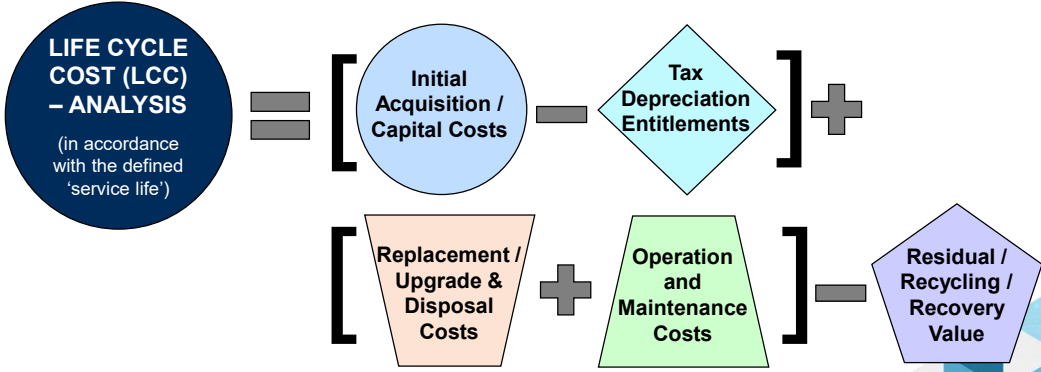 LIFE CYCLE
COST (LCC)
– ANALYSIS
(in accordance
with the defined
‘service life’)
=
[
Initial
Acquisition /
Capital Costs
–
Tax
Depreciation
Entitlements
]
+
[
Replacement /
Upgrade &
Disposal
Costs
+
Operation
and
Maintenance
Costs
]
–
Residual /
Recycling /
Recovery
Value